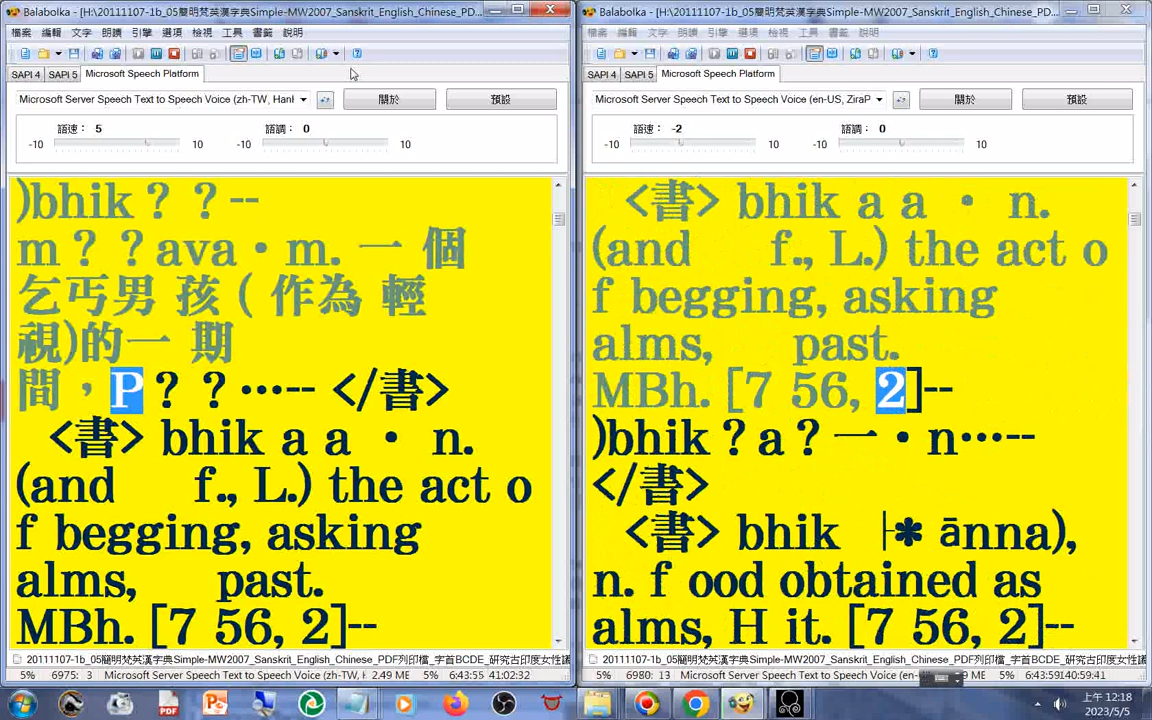 Balabolka - [H:\20111107-1b_05簡明梵英漢字典Simple-MW2007_Sanskrit_English_Chinese_PD...
檔案 編輯 文字 朗讀 引擎 選項 檢視 工具 書籤 說明
SAPI 4 SAPI 5 Microsoft Speech Platform
Microsoft Server Speech Text to Speech Voice (zh-TW, HanH 關於 預設
語速： 5 語調： 0
-10 10 -10 10
)bhik？？--
m？？ava·m. 一 個
乞丐男 孩 ( 作為 輕
視)的一 期
間，P？？…-- </書>
<書> bhik a a · n.
(and f., L.) the act o
f begging, asking
alms, past.
MBh. [7 56, 2]--
20111107-1b_05簡明梵英漢字典Simple-MW2007_Sanskrit_English_Chinese_PDF列印檔_字首BCDE_研究古印度女性議
5% 6975: 3 Microsoft Server Speech Text to Speech Voice (zh-TW, H 2.49 ME 5% 6:43:55 41:02:32
Balabolka - [H:\20111107-1b_05簡明梵英漢字典Simple-MW2007_Sanskrit_English_Chinese_PD...
檔案 編輯 文字 朗讀 引擎 選項 檢視 工具 書籤 說明
SAPI 4 SAPI 5 Microsoft Speech Platform
Microsoft Server Speech Text to Speech Voice (en-US, ZiraP 關於 預設
語速： -2 語調： 0
-10 10 -10 10
<書> bhik a a · n.
(and f., L.) the act o
f begging, asking
alms, past.
MBh. [7 56, 2]--
)bhik？a？一·n…--
</書>
<書> bhik ├✱ ānna),
n. f ood obtained as
alms, H it. [7 56, 2]--
20111107-1b_05簡明梵英漢字典Simple-MW2007_Sanskrit_English_Chinese_PDF列印檔_字首BCDE_研究古印度女性議
5% 6980: 13 Microsoft Server Speech Text to Speech Voice (en-US, Z ME 5% 6:43:59 40:59:41
上午 12:18
2023/5/5